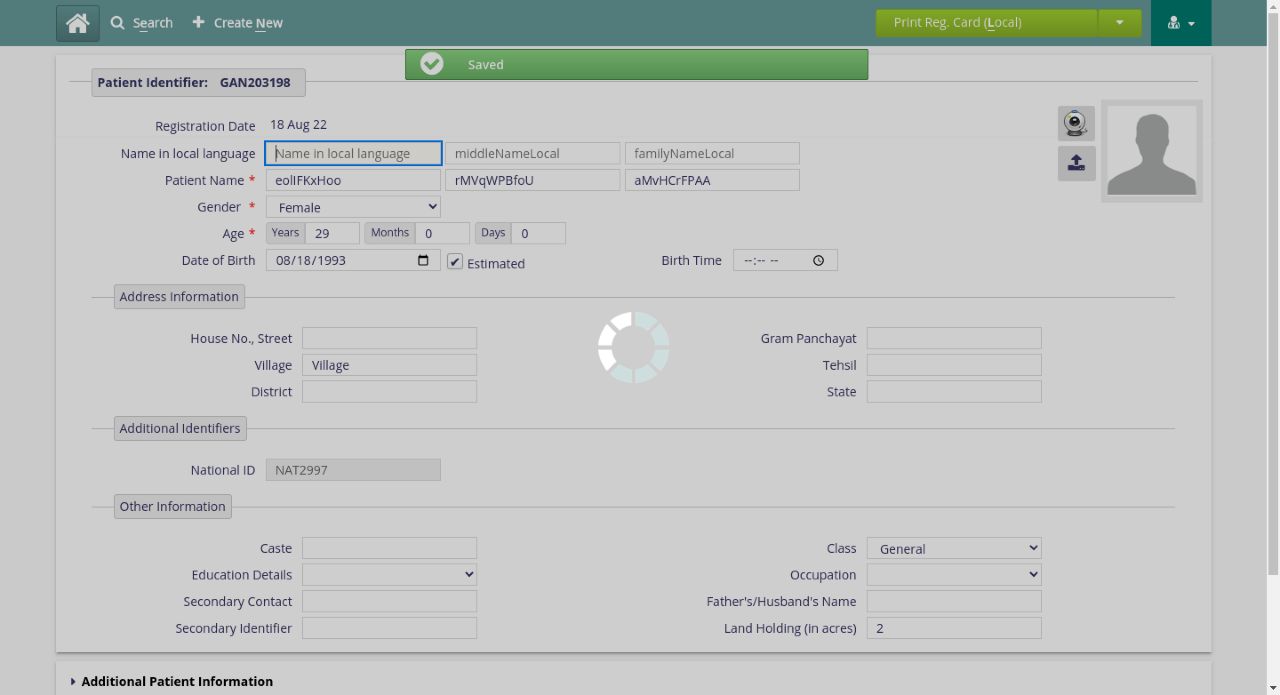 Search
Create New
Print Reg. Card (Local)
Saved
Patient Identifier: GAN203198
Registration Date 18 Aug 22
Name in local language Name in local language middleNameLocal familyNameLocal
Patient Name * eolIFKxHoo rMVqWPBfoU aMvHCrFPAA
Gender * Female
Age * Years 29 Months 0 Days 0
Date of Birth 08/18/1993 Estimated Birth Time --:-- --
Address Information
House No., Street Gram Panchayat
Village Village Tehsil
District State
Additional Identifiers
National ID NAT2997
Other Information
Caste Class General
Education Details Occupation
Secondary Contact Father's/Husband's Name
Secondary Identifier Land Holding (in acres) 2
Additional Patient Information